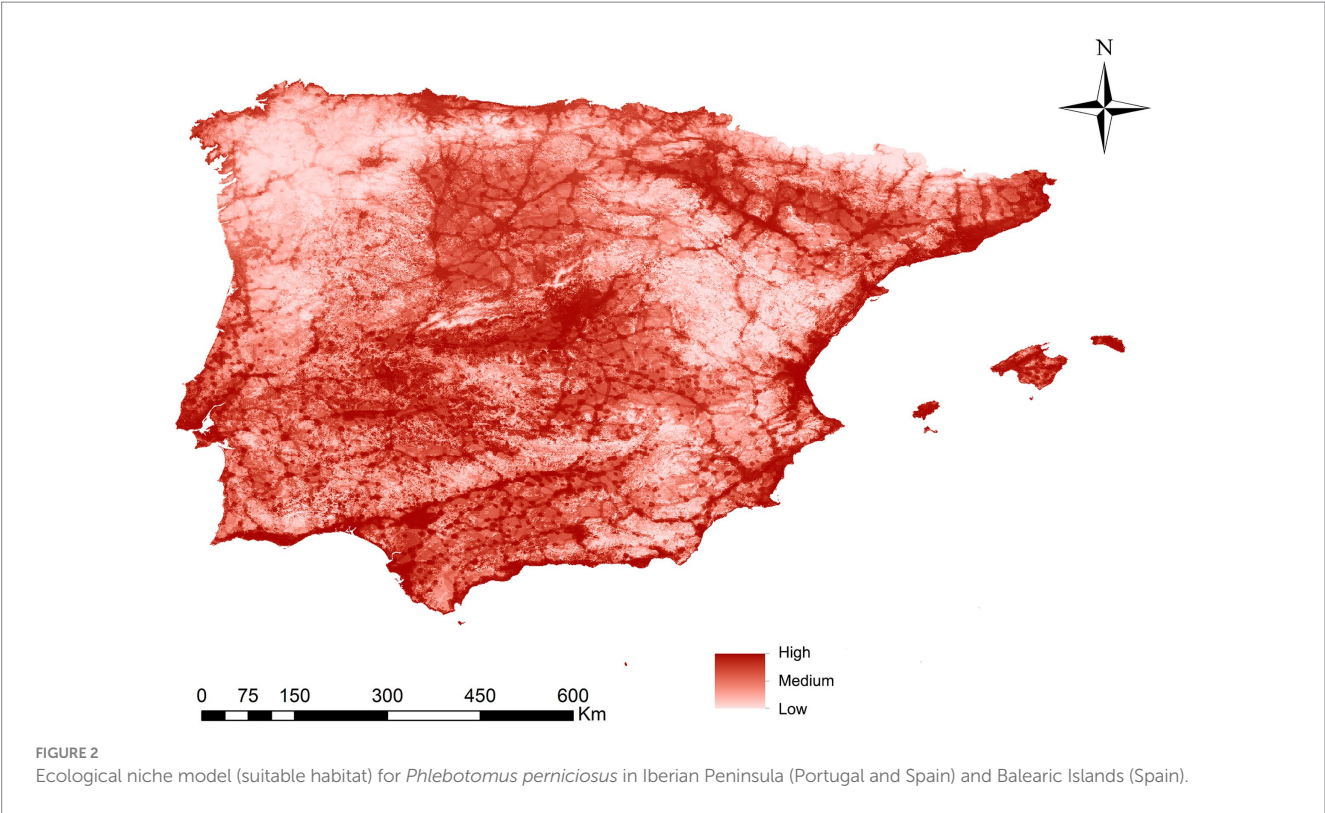 N
High
Medium
Low
0 75 150 300 450 600
Km
FIGURE 2
Ecological niche model (suitable habitat) for Phlebotomus perniciosus in Iberian Peninsula (Portugal and Spain) and Balearic Islands (Spain).